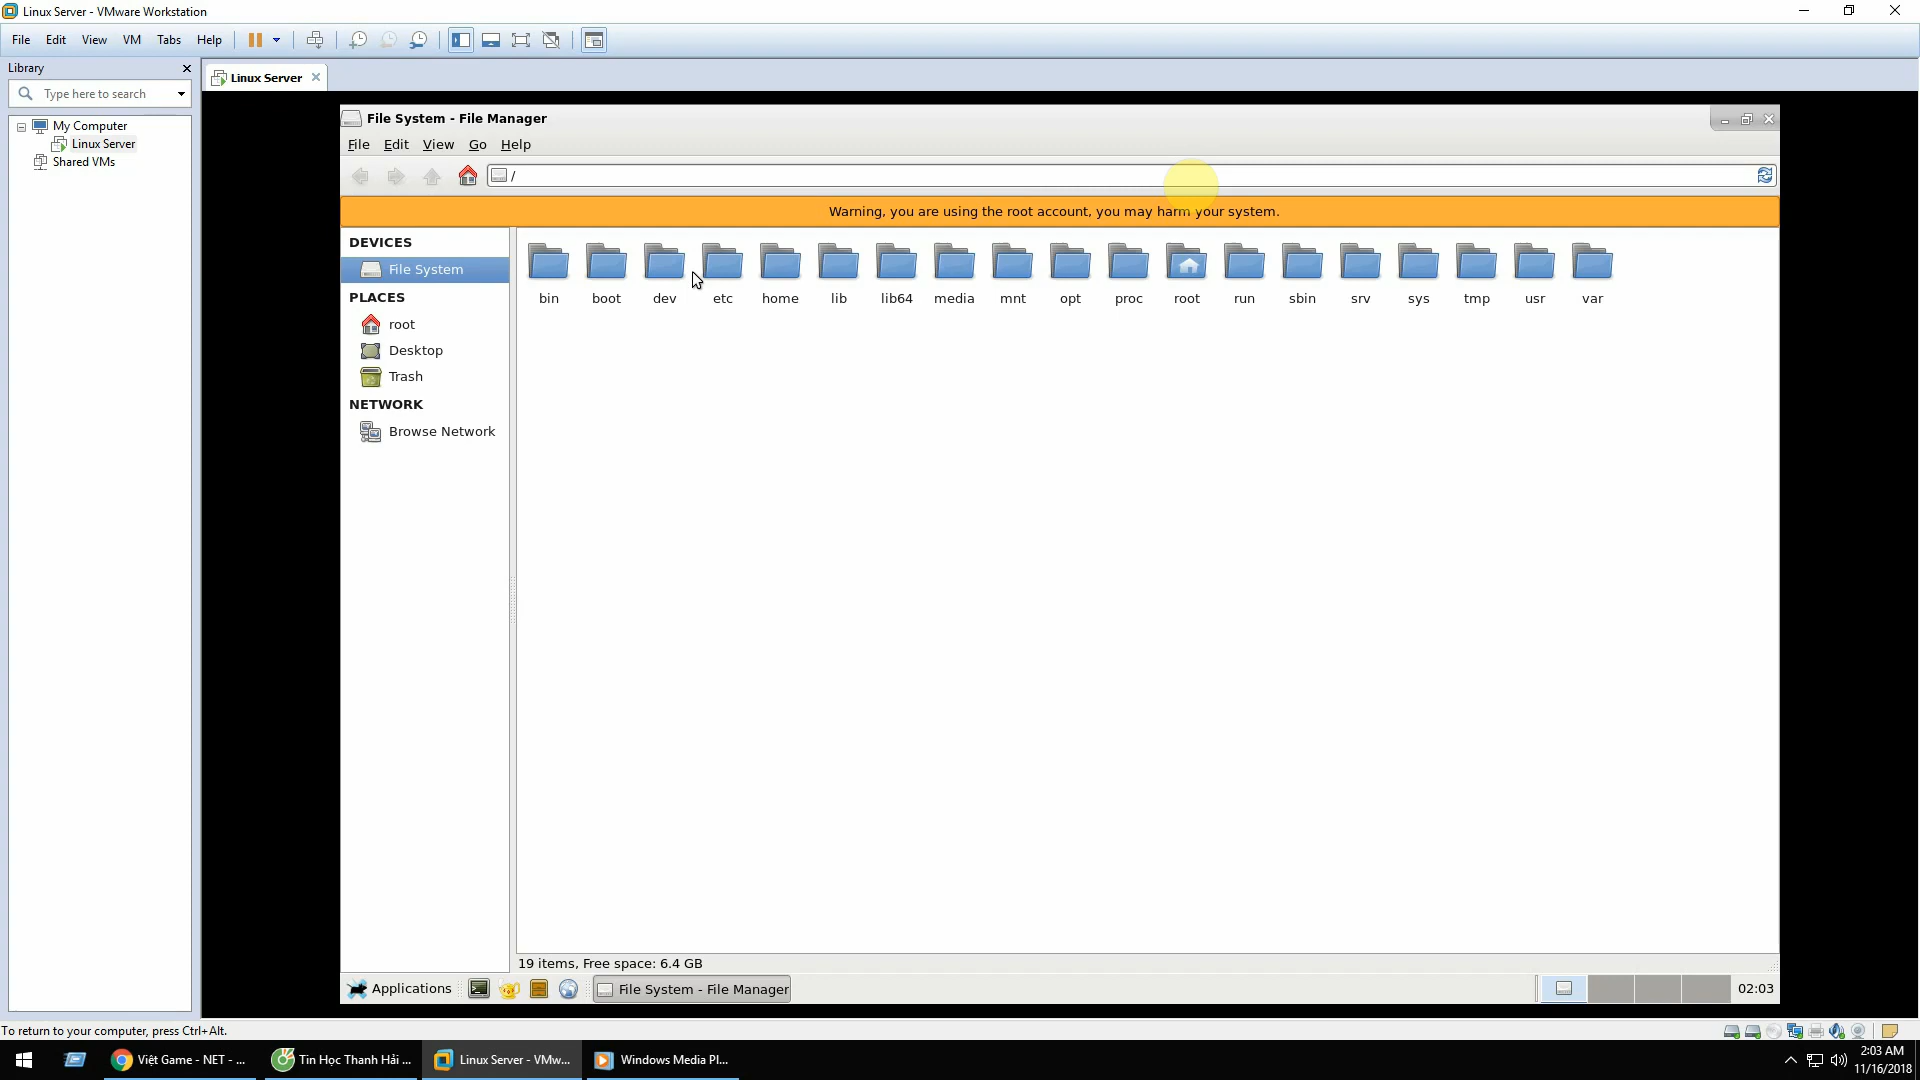 Linux Server - VMware Workstation
File Edit View VM Tabs Help
Library
Type here to search
My Computer
Linux Server
Shared VMs
Linux Server
File System - File Manager
File Edit View Go Help
/
Warning, you are using the root account, you may harm your system.
DEVICES
File System
PLACES
root
Desktop
Trash
NETWORK
Browse Network
bin boot dev etc home lib lib64 media mnt opt proc root run sbin srv sys tmp usr var
19 items, Free space: 6.4 GB
Applications File System - File Manager 02:03
To return to your computer, press Ctrl+Alt.
Việt Game - NET - ... Tin Học Thanh Hải ... Linux Server - VMw... Windows Media Pl...
2:03 AM
11/16/2018